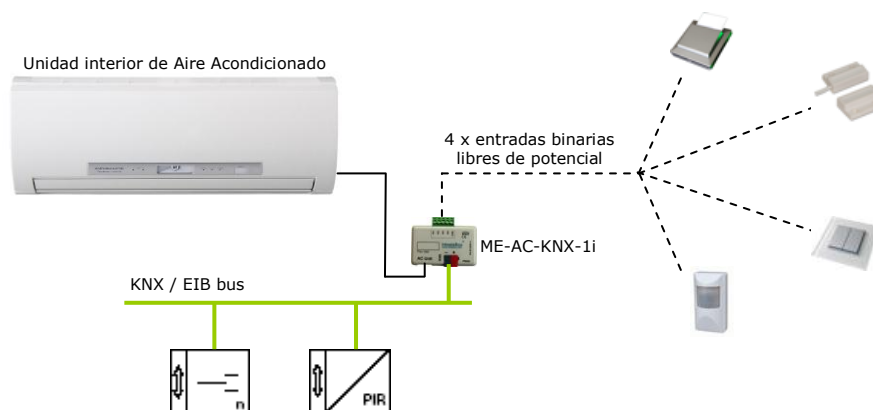 Unidad interior de Aire Acondicionado
4 x entradas binarias
libres de potencial
ME-AC-KNX-1i
KNX / EIB bus
n
PIR